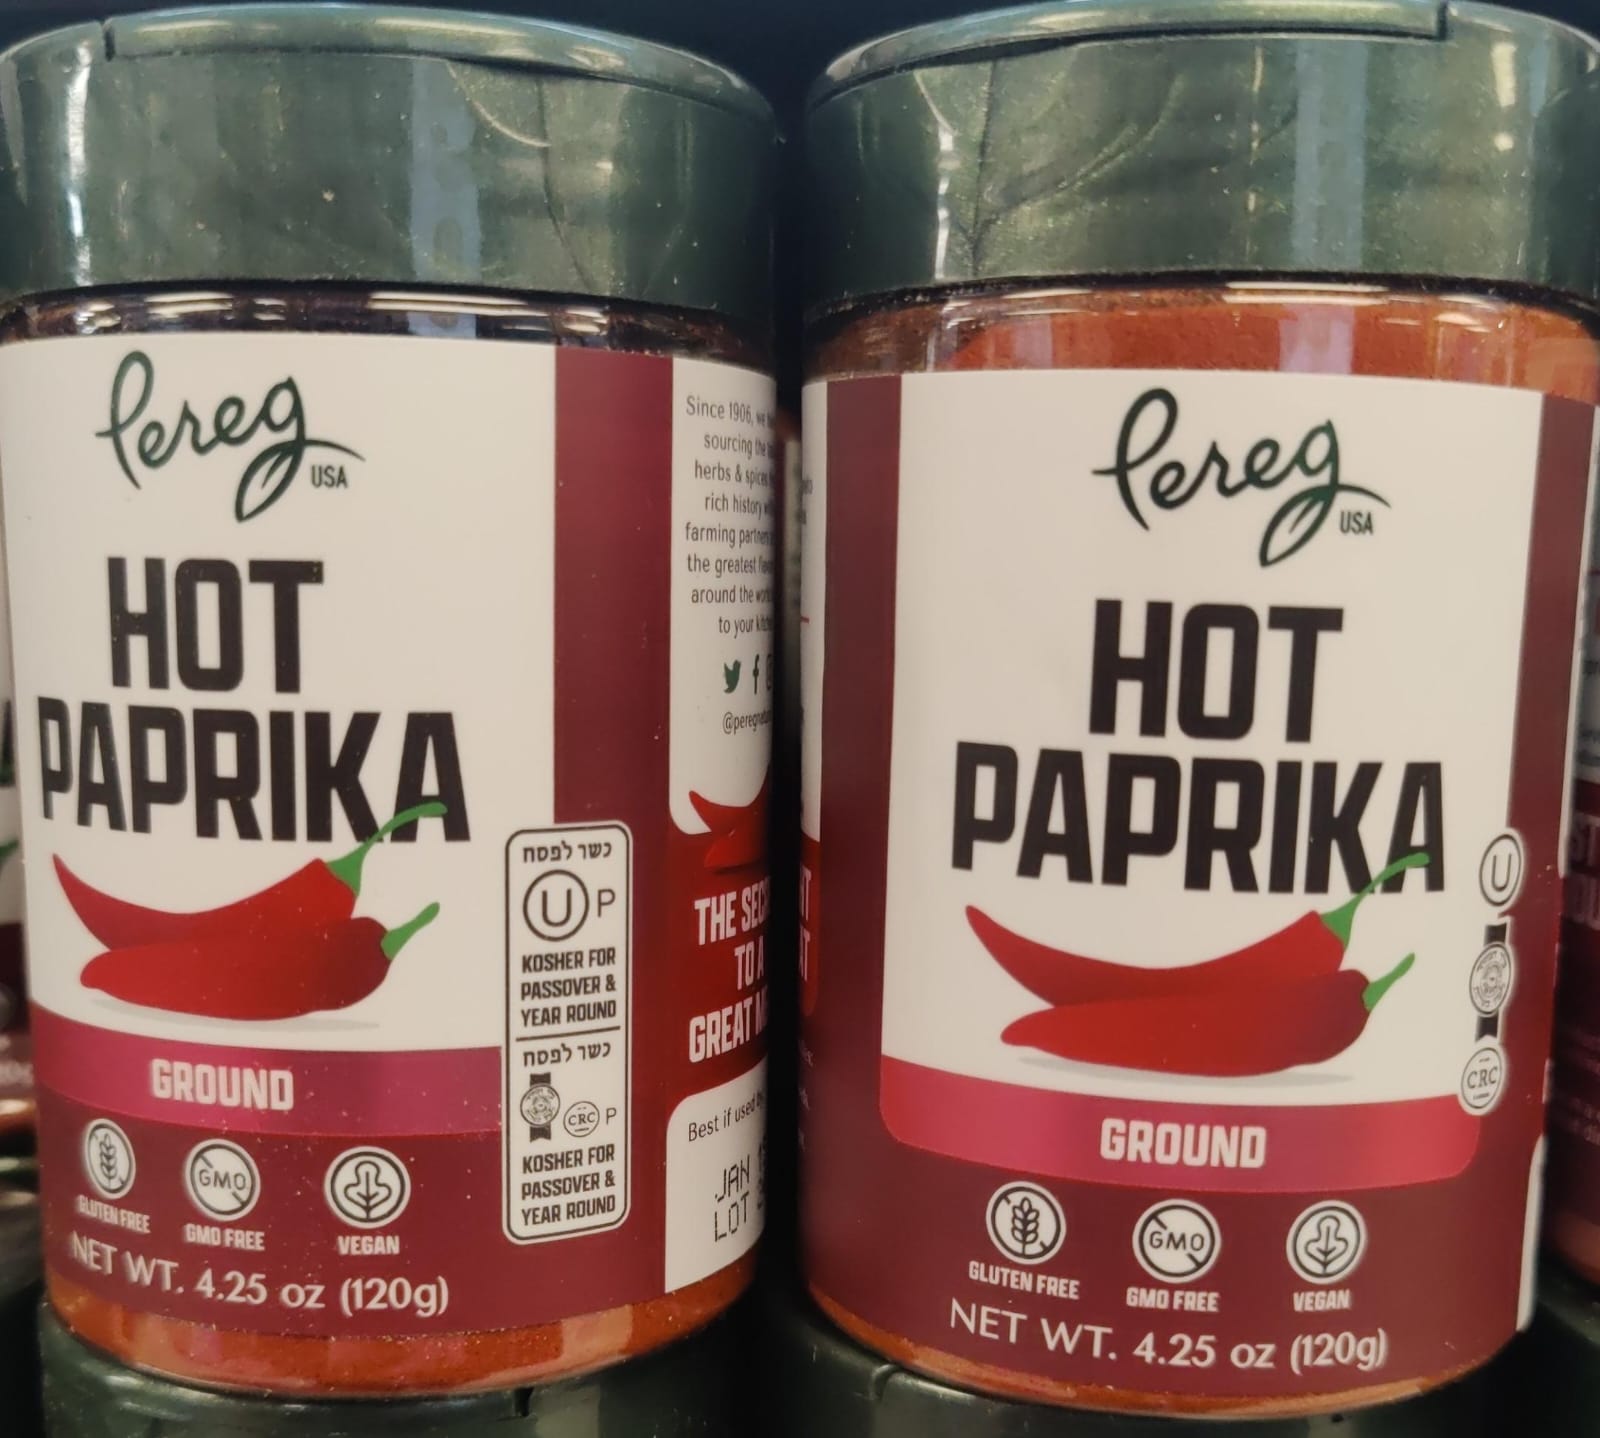 Pereg
USA
HOT
PAPRIKA
כשר לפסח
U P
KOSHER FOR
PASSOVER &
YEAR ROUND
כשר לפסח
CRC P
KOSHER FOR
PASSOVER &
YEAR ROUND
GROUND
GLUTEN FREE
GMO
GMO FREE
VEGAN
NET WT. 4.25 oz (120g)
Since 1906, we
sourcing the
herbs & spices
rich history
farming partners
the greatest
around the
to your
THE
TO A
GREAT
Best if used
JAN
LOT
Pereg
USA
HOT
PAPRIKA
U
CRC
GROUND
GLUTEN FREE
GMO
GMO FREE
VEGAN
NET WT. 4.25 oz (120g)